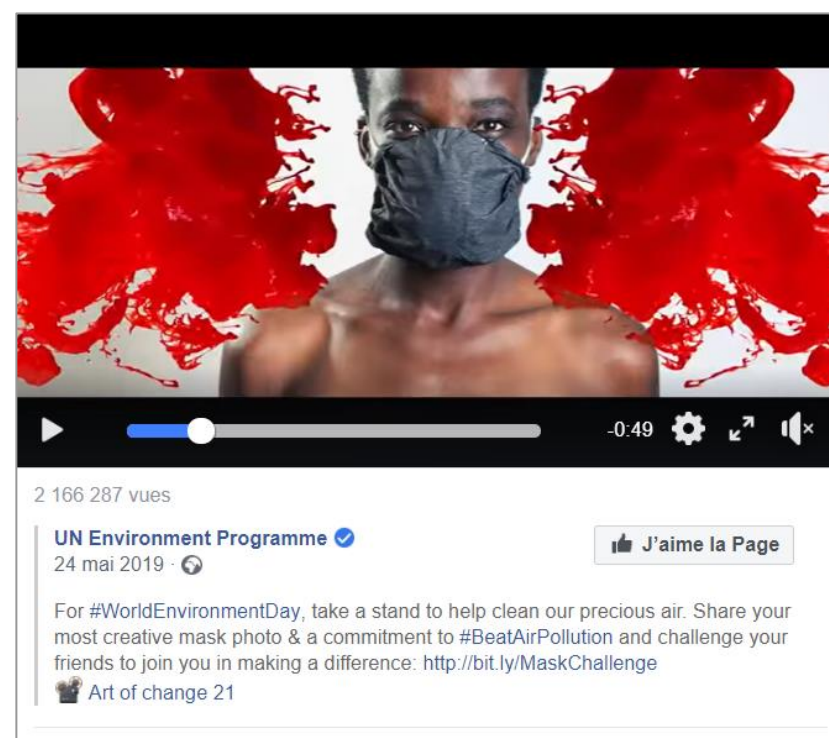 -0:49
2 166 287 vues
UN Environment Programme
J'aime la Page
24 mai 2019 ·
For #WorldEnvironmentDay, take a stand to help clean our precious air. Share your
most creative mask photo & a commitment to #BeatAirPollution and challenge your
friends to join you in making a difference: http://bit.ly/MaskChallenge
Art of change 21